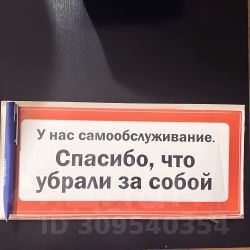 У нас самообслуживание.
Спасибо, что
убрали за собой
ID 309540354